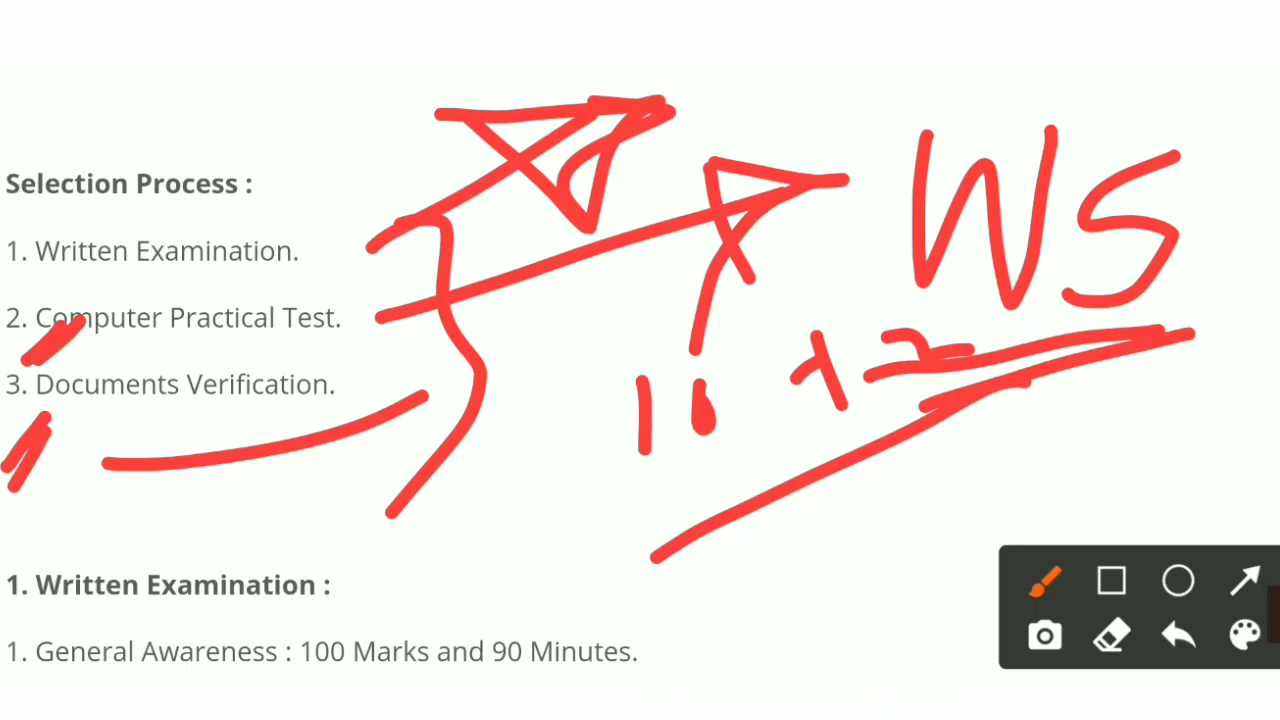 Selection Process :
WS
1. Written Examination.
2. Computer Practical Test.
10 +2
3. Documents Verification.
1. Written Examination :
1. General Awareness : 100 Marks and 90 Minutes.